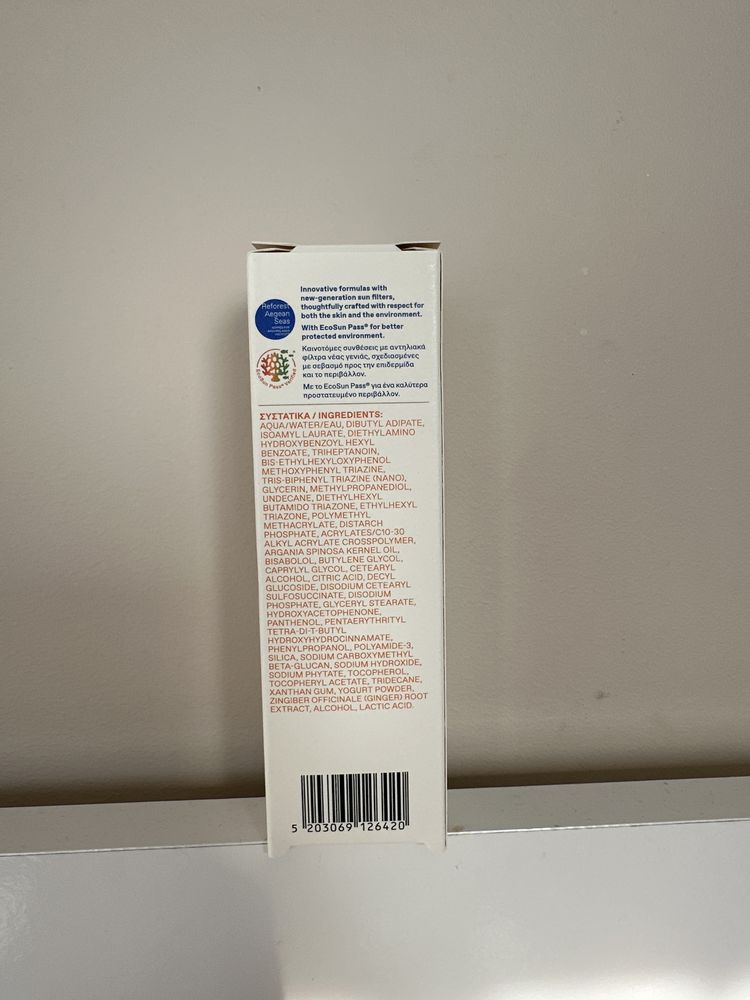 Innovative formulas with
new-generation sun filters,
thoughtfully crafted with respect for
both the skin and the environment.
With EcoSun Pass® for better
protected environment.
Reforest
Aegean
Seas
Καινοτόμες συνθέσεις με αντηλιακά
φίλτρα νέας γενιάς, σχεδιασμένες
με σεβασμό προς την επιδερμίδα
και το περιβάλλον.
Με το EcoSun Pass® για ένα καλύτερα
προστατευμένο περιβάλλον.
EcoSun Pass Verified
ΣΥΣΤΑΤΙΚΑ / INGREDIENTS:
AQUA/WATER/EAU, DIBUTYL ADIPATE,
ISOAMYL LAURATE, DIETHYLAMINO
HYDROXYBENZOYL HEXYL
BENZOATE, TRIHEPTANOIN,
BIS-ETHYLHEXYLOXYPHENOL
METHOXYPHENYL TRIAZINE,
TRIS-BIPHENYL TRIAZINE (NANO),
GLYCERIN, METHYLPROPANEDIOL,
UNDECANE, DIETHYLHEXYL
BUTAMIDO TRIAZONE, ETHYLHEXYL
TRIAZONE, POLYMETHYL
METHACRYLATE, DISTARCH
PHOSPHATE, ACRYLATES/C10-30
ALKYL ACRYLATE CROSSPOLYMER,
ARGANIA SPINOSA KERNEL OIL,
BISABOLOL, BUTYLENE GLYCOL,
CAPRYLYL GLYCOL, CETEARYL
ALCOHOL, CITRIC ACID, DECYL
GLUCOSIDE, DISODIUM CETEARYL
SULFOSUCCINATE, DISODIUM
PHOSPHATE, GLYCERYL STEARATE,
HYDROXYACETOPHENONE,
PANTHENOL, PENTAERYTHRITYL
TETRA-DI-T-BUTYL
HYDROXYHYDROCINNAMATE,
PHENYLPROPANOL, POLYAMIDE-3,
SILICA, SODIUM CARBOXYMETHYL
BETA-GLUCAN, SODIUM HYDROXIDE,
SODIUM PHYTATE, TOCOPHEROL,
TOCOPHERYL ACETATE, TRIDECANE,
XANTHAN GUM, YOGURT POWDER,
ZINGIBER OFFICINALE (GINGER) ROOT
EXTRACT, ALCOHOL, LACTIC ACID.
5 203069 126420